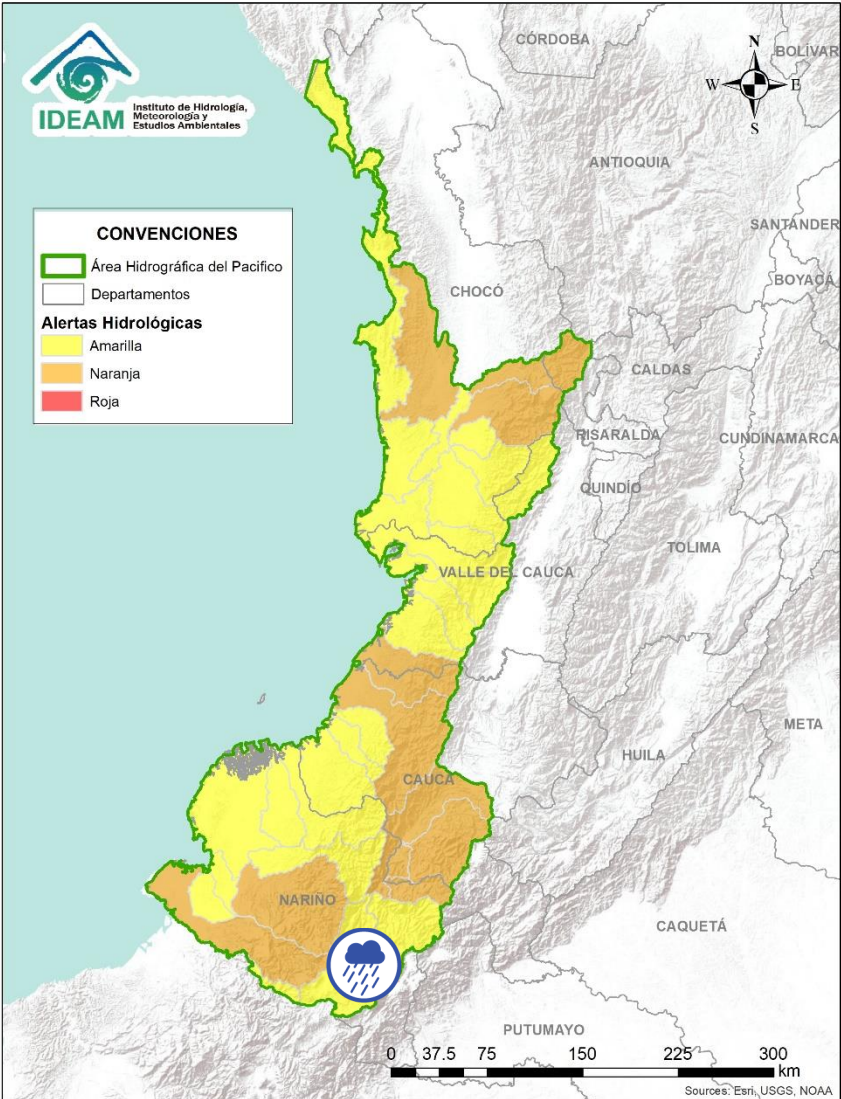 IDEAM
Instituto de Hidrología,
Meteorología y
Estudios Ambientales
N
W
E
S
CÓRDOBA
BOLÍVAR
ANTIOQUIA
SANTANDER
BOYACÁ
CONVENCIONES
Área Hidrográfica del Pacifico
Departamentos
Alertas Hidrológicas
Amarilla
Naranja
Roja
CHOCÓ
CALDAS
RISARALDA
CUNDINAMARCA
QUINDÍO
TOLIMA
VALLE DEL CAUCA
META
HUILA
CAUCA
NARIÑO
CAQUETÁ
PUTUMAYO
0 37.5 75 150 225 300
km
Sources: Esri, USGS, NOAA